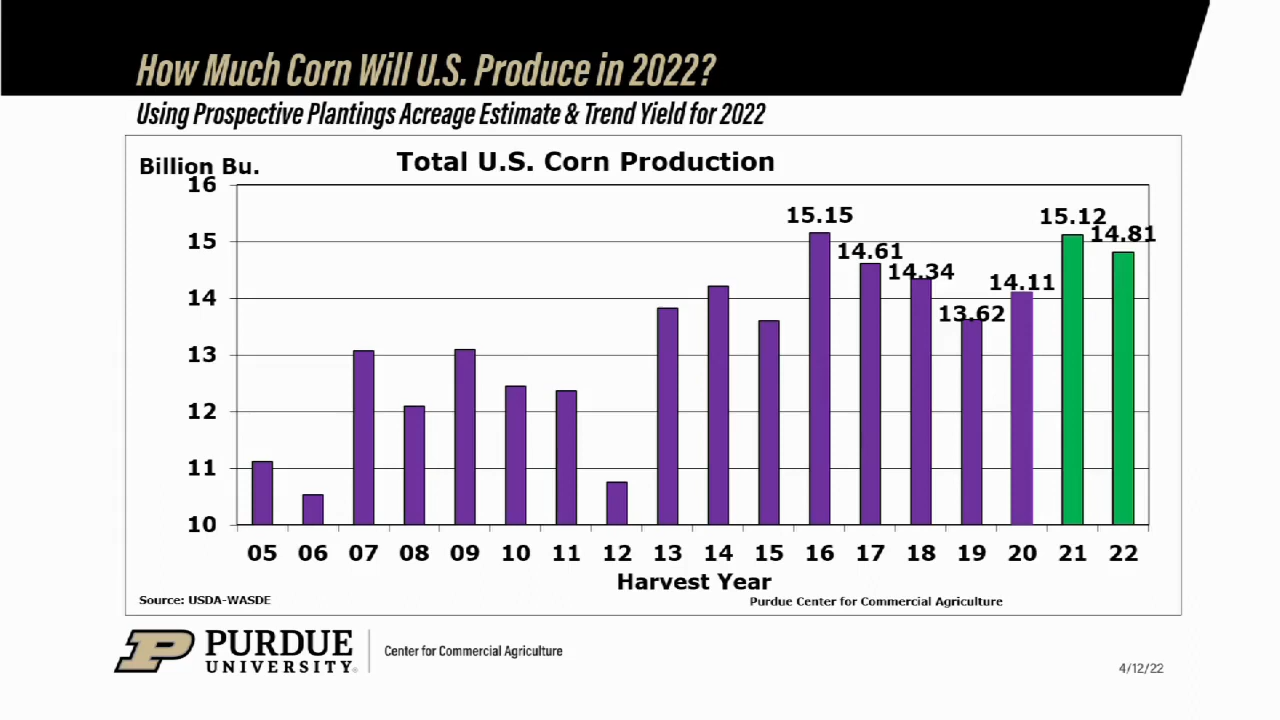 How Much Corn Will U.S. Produce in 2022?
Using Prospective Plantings Acreage Estimate & Trend Yield for 2022
Billion Bu.
Total U.S. Corn Production
16
15
14
13
12
11
10
15.15
14.61
14.34
13.62
14.11
15.12
14.81
05 06 07 08 09 10 11 12 13 14 15 16 17 18 19 20 21 22
Harvest Year
Source: USDA-WASDE
Purdue Center for Commercial Agriculture
P PURDUE
UNIVERSITY®
Center for Commercial Agriculture
4/12/22